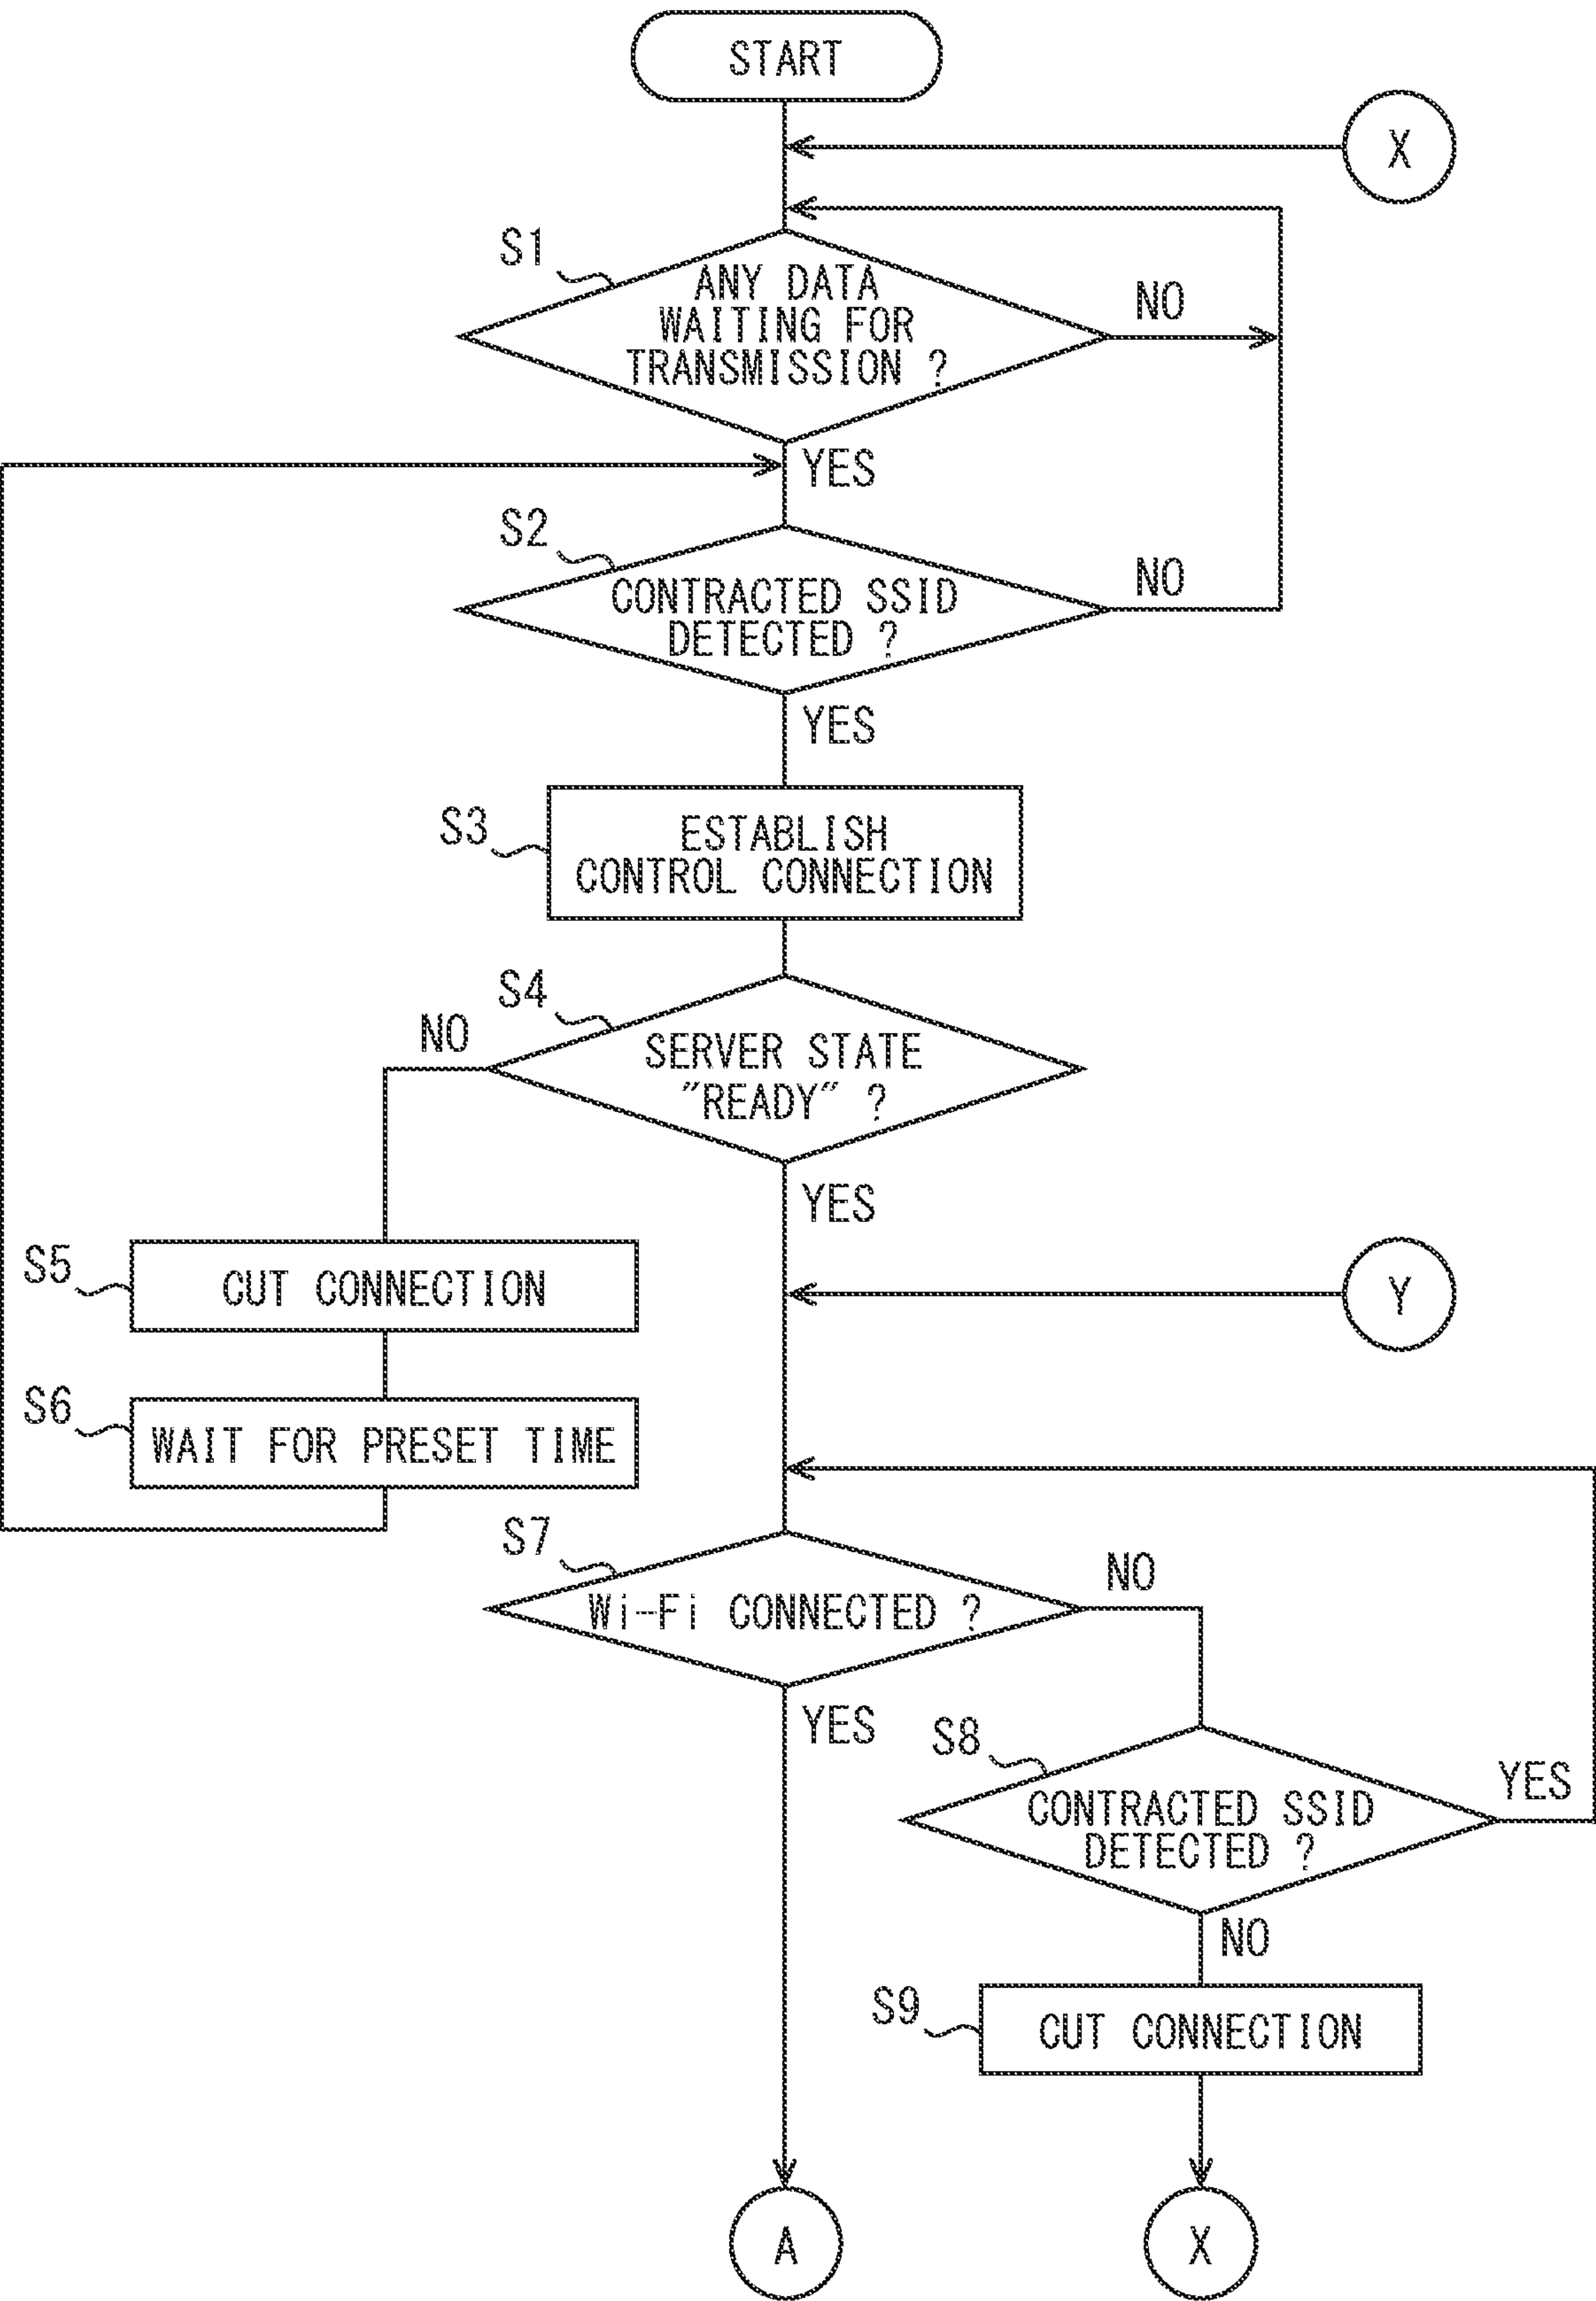 START
X
S1
ANY DATA
WAITING FOR
TRANSMISSION ?
NO
YES
S2
CONTRACTED SSID
DETECTED ?
NO
YES
S3
ESTABLISH
CONTROL CONNECTION
S4
SERVER STATE
"READY" ?
NO
YES
S5
CUT CONNECTION
Y
S6
WAIT FOR PRESET TIME
S7
Wi-Fi CONNECTED ?
NO
YES
S8
CONTRACTED SSID
DETECTED ?
YES
NO
S9
CUT CONNECTION
A
X